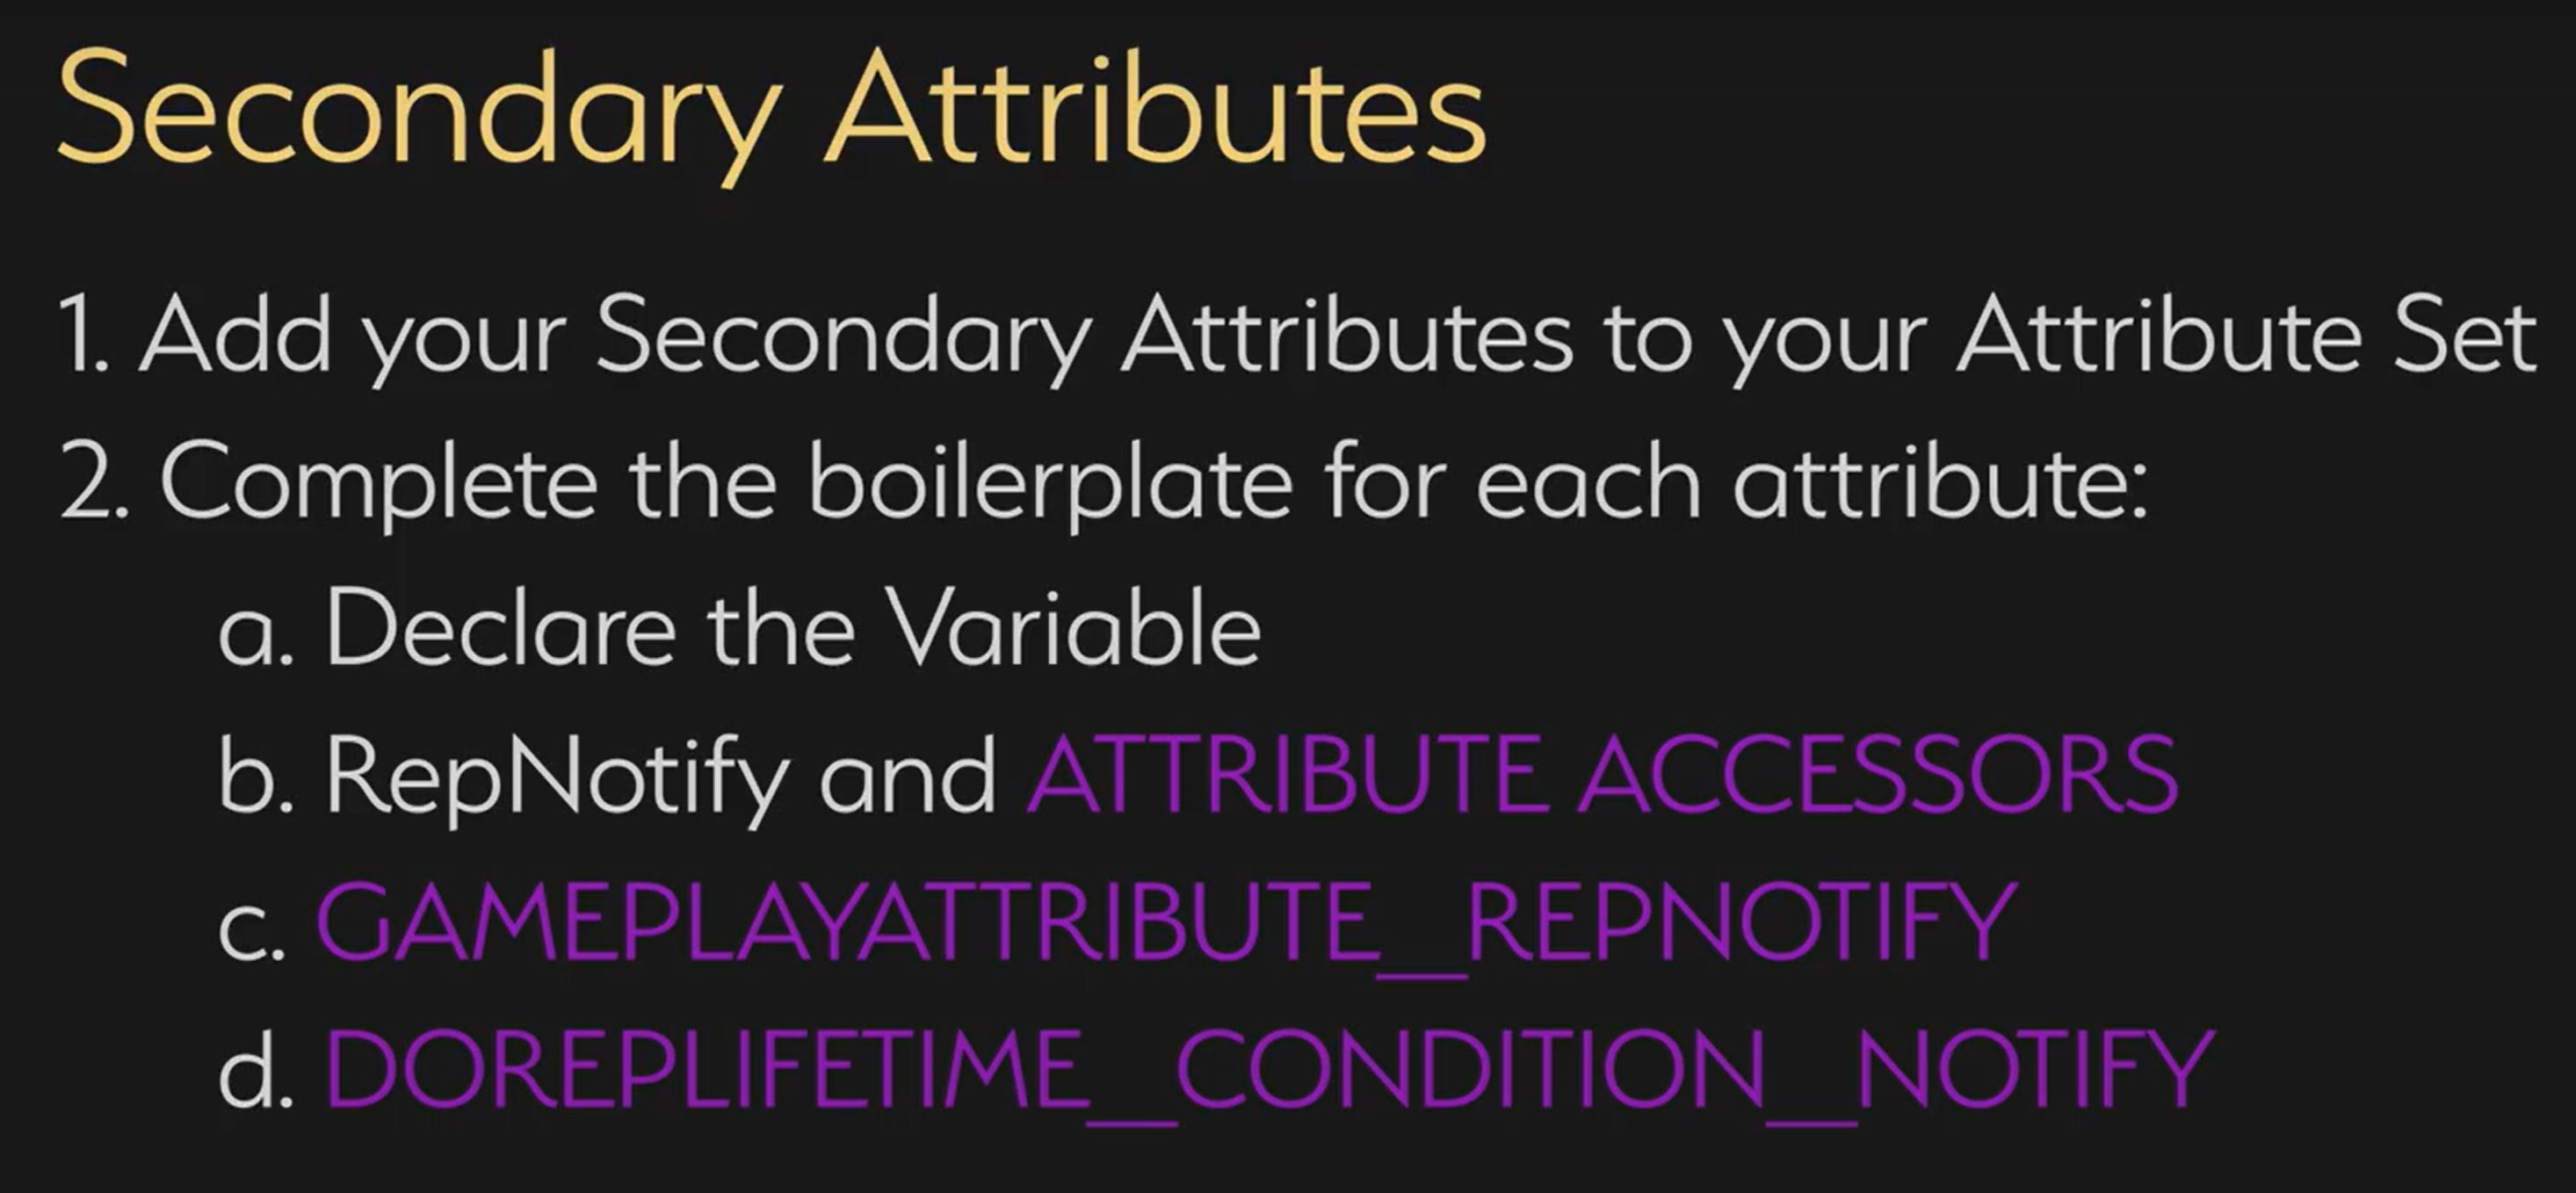 Secondary Attributes
1. Add your Secondary Attributes to your Attribute Set
2. Complete the boilerplate for each attribute:
a. Declare the Variable
b. RepNotify and ATTRIBUTE ACCESSORS
c. GAMEPLAYATTRIBUTE_REPNOTIFY
d. DOREPLIFETIME_CONDITION_NOTIFY